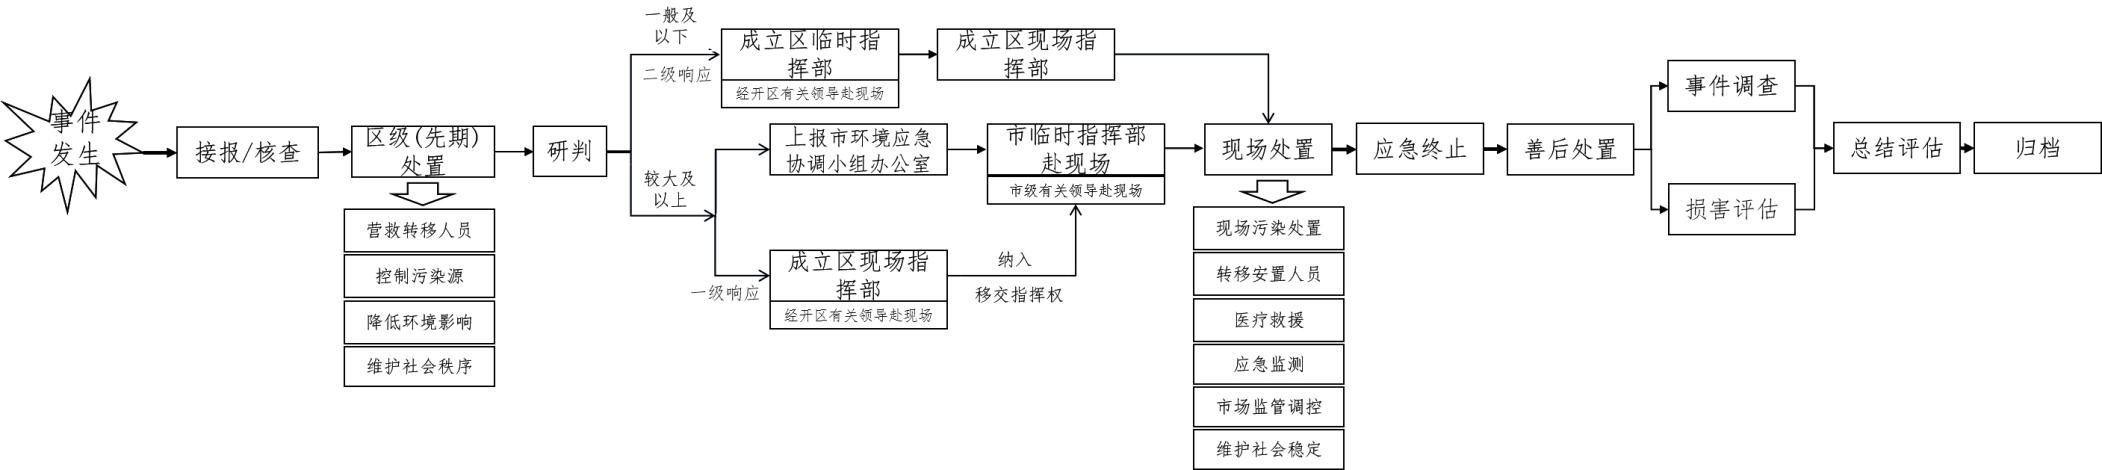 事件
发生
接报/核查
区级(先期)
处置
营救转移人员
控制污染源
降低环境影响
维护社会秩序
研判
一般及
以下
二级响应
成立区临时指
挥部
经开区有关领导赴现场
成立区现场指
挥部
较大及
以上
上报市环境应急
协调小组办公室
市临时指挥部
赴现场
市级有关领导赴现场
一级响应
成立区现场指
挥部
经开区有关领导赴现场
纳入
移交指挥权
现场处置
现场污染处置
转移安置人员
医疗救援
应急监测
市场监管调控
维护社会稳定
应急终止
善后处置
事件调查
损害评估
总结评估
归档